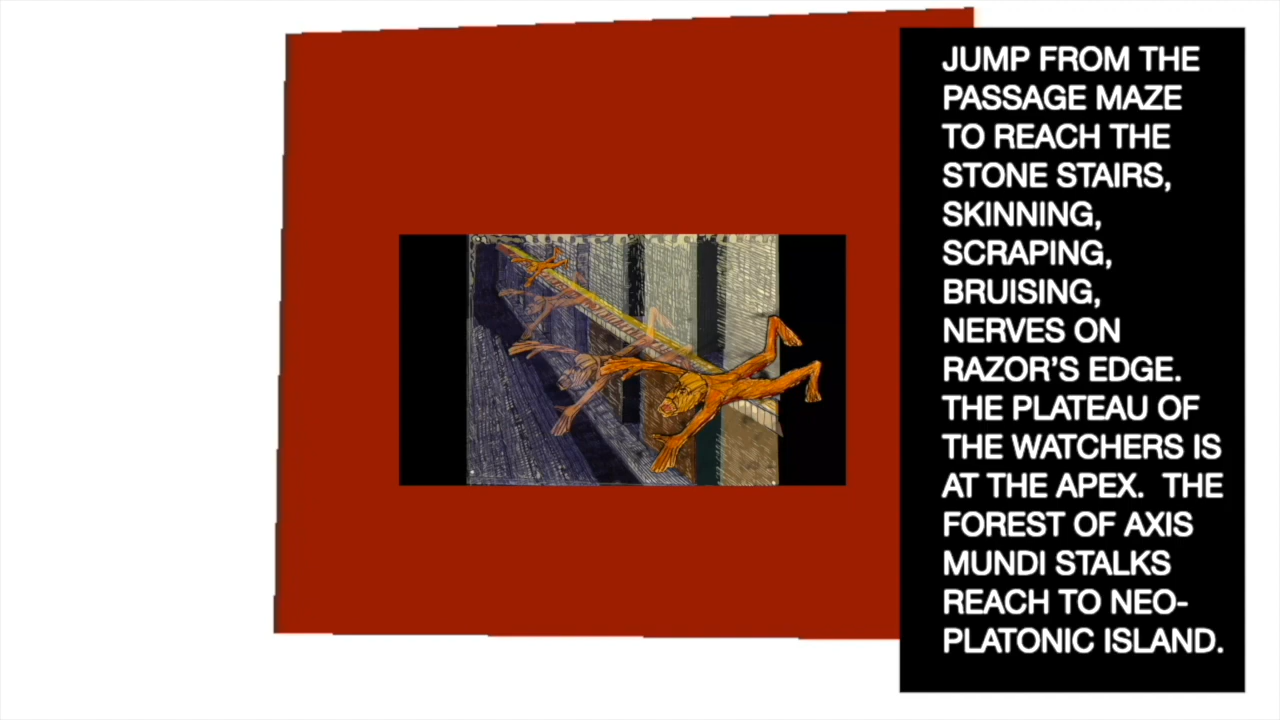 JUMP FROM THE
PASSAGE MAZE
TO REACH THE
STONE STAIRS,
SKINNING,
SCRAPING,
BRUISING,
NERVES ON
RAZOR’S EDGE.
THE PLATEAU OF
THE WATCHERS IS
AT THE APEX.  THE
FOREST OF AXIS
MUNDI STALKS
REACH TO NEO-
PLATONIC ISLAND.